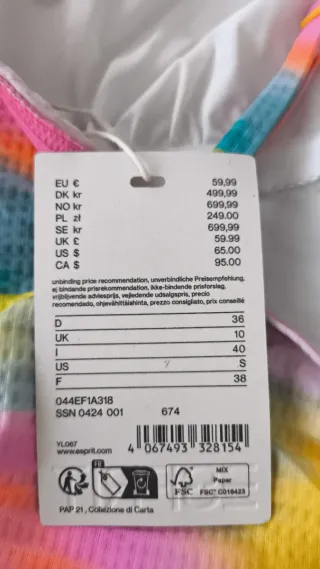 EU € 59,99
DK kr 499,99
NO kr 699,99
PL zł 249.00
SE kr 699,99
UK £ 59.99
US $ 65.00
CA $ 95.00
unbinding price recommendation, unverbindliche Preisempfehlung,
ej bindande prisrekommendation, ikke-bindende prisforslag,
vrijblijvende adviesprijs, vejledende udsalgspris, precio
recomendado, ohjevähittäishinta, prezzo consigliato, prix conseillé
D 36
UK 10
I 40
US S
F 38
044EF1A318
SSN 0424 001 674
YL067
www.esprit.com
4 067493 328154
FR
FSC
MIX
Paper
FSC® C018423
PAP 21, Collezione di Carta